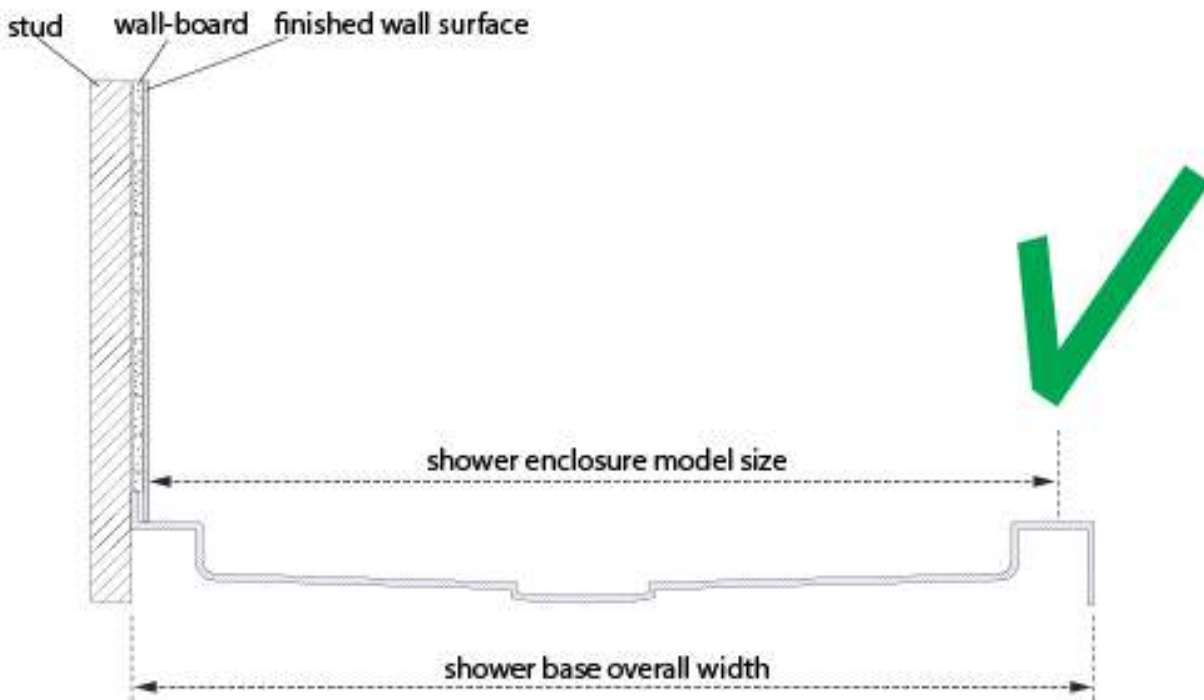 stud wall-board finished wall surface
shower enclosure model size
shower base overall width